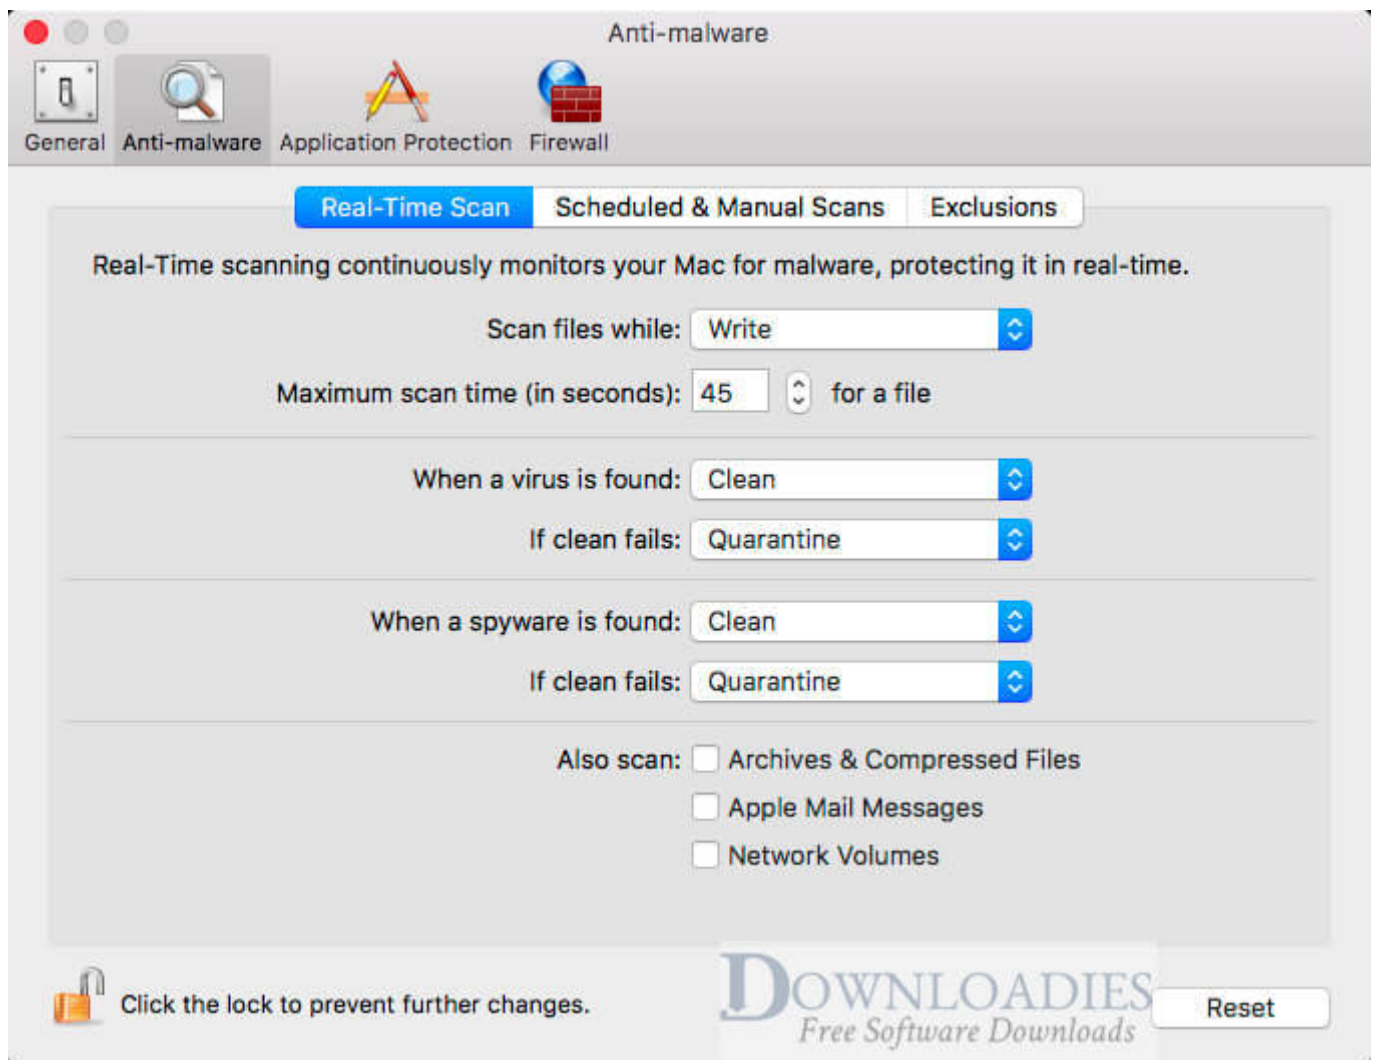 Anti-malware
General Anti-malware Application Protection Firewall
Real-Time Scan Scheduled & Manual Scans Exclusions
Real-Time scanning continuously monitors your Mac for malware, protecting it in real-time.
Scan files while: Write
Maximum scan time (in seconds): 45 for a file
When a virus is found: Clean
If clean fails: Quarantine
When a spyware is found: Clean
If clean fails: Quarantine
Also scan: Archives & Compressed Files
Apple Mail Messages
Network Volumes
Click the lock to prevent further changes.
DOWNLOADIES
Free Software Downloads
Reset